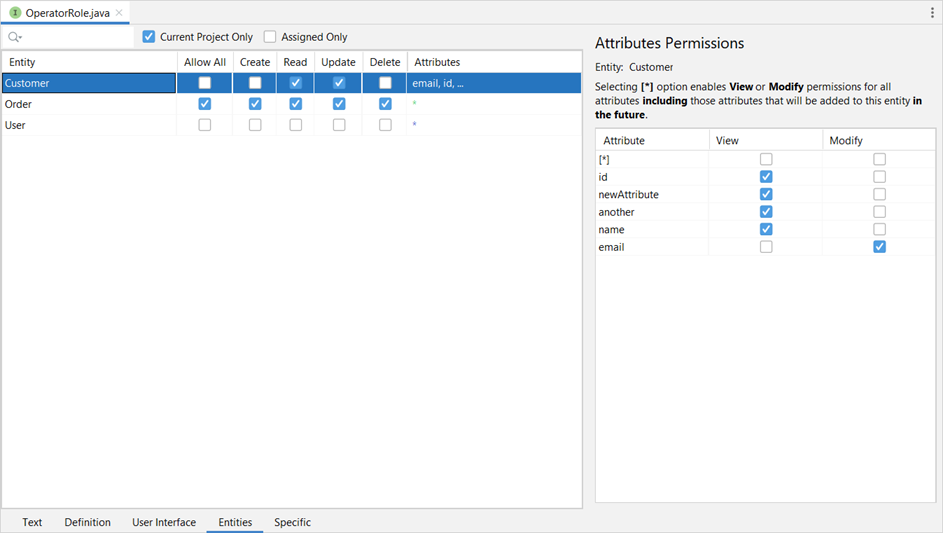 OperatorRole.java
Current Project Only
Assigned Only
Entity Allow All Create Read Update Delete Attributes
Customer email, id, ...
Order *
User *
Attributes Permissions
Entity: Customer
Selecting [*] option enables View or Modify permissions for all
attributes including those attributes that will be added to this entity in
the future.
Attribute View Modify
[*]
id
newAttribute
another
name
email
Text Definition User Interface Entities Specific